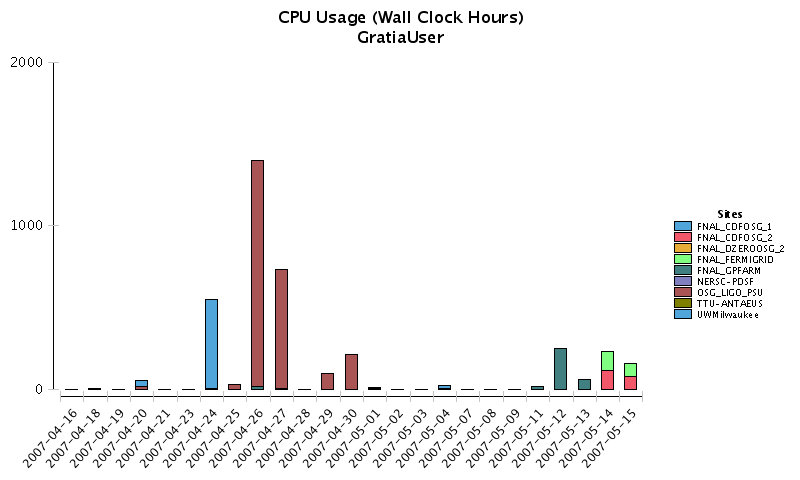 CPU Usage (Wall Clock Hours)
GratiaUser
2000
1000
0
2007-04-16
2007-04-18
2007-04-19
2007-04-20
2007-04-21
2007-04-23
2007-04-24
2007-04-25
2007-04-26
2007-04-27
2007-04-28
2007-04-29
2007-04-30
2007-05-01
2007-05-02
2007-05-03
2007-05-04
2007-05-07
2007-05-08
2007-05-09
2007-05-11
2007-05-12
2007-05-13
2007-05-14
2007-05-15
Sites
FNAL_CDFOSG_1
FNAL_CDFOSG_2
FNAL_DZEROOSG_2
FNAL_FERMIGRID
FNAL_GPFARM
NERSC-PDSF
OSG_LIGO_PSU
TTU-ANTAEUS
UWMilwaukee